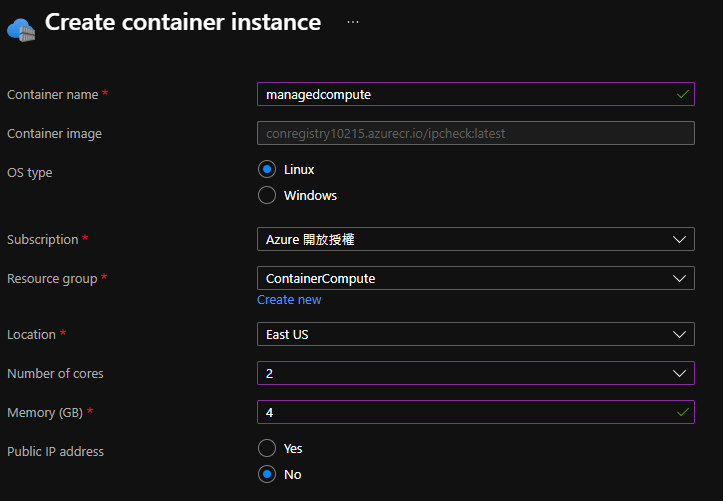 Create container instance ...
Container name * managedcompute
Container image conregistry10215.azurecr.io/ipcheck:latest
OS type Linux
Windows
Subscription * Azure 開放授權
Resource group * ContainerCompute
Create new
Location * East US
Number of cores 2
Memory (GB) * 4
Public IP address Yes
No